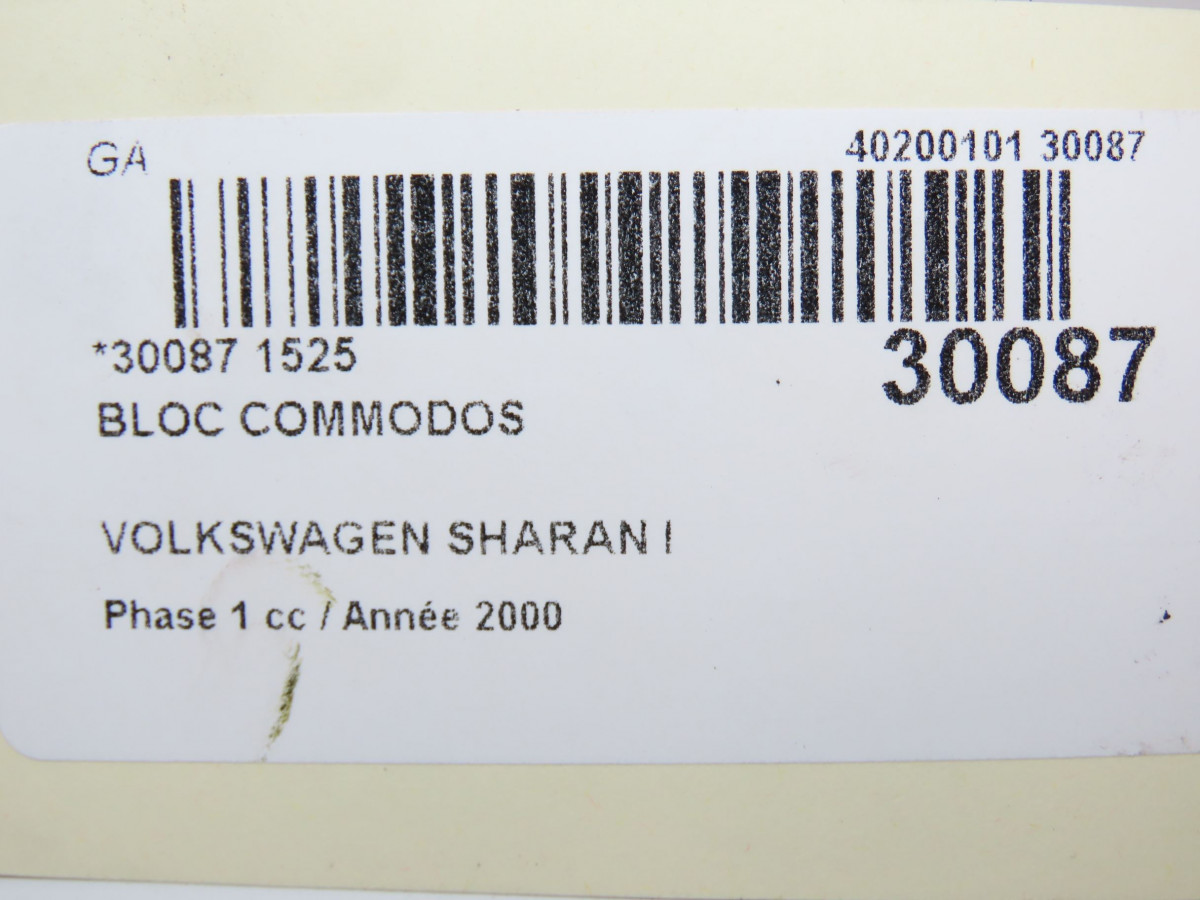 GA
40200101 30087
*30087 1525
30087
BLOC COMMODOS
VOLKSWAGEN SHARAN I
Phase 1 cc / Année 2000